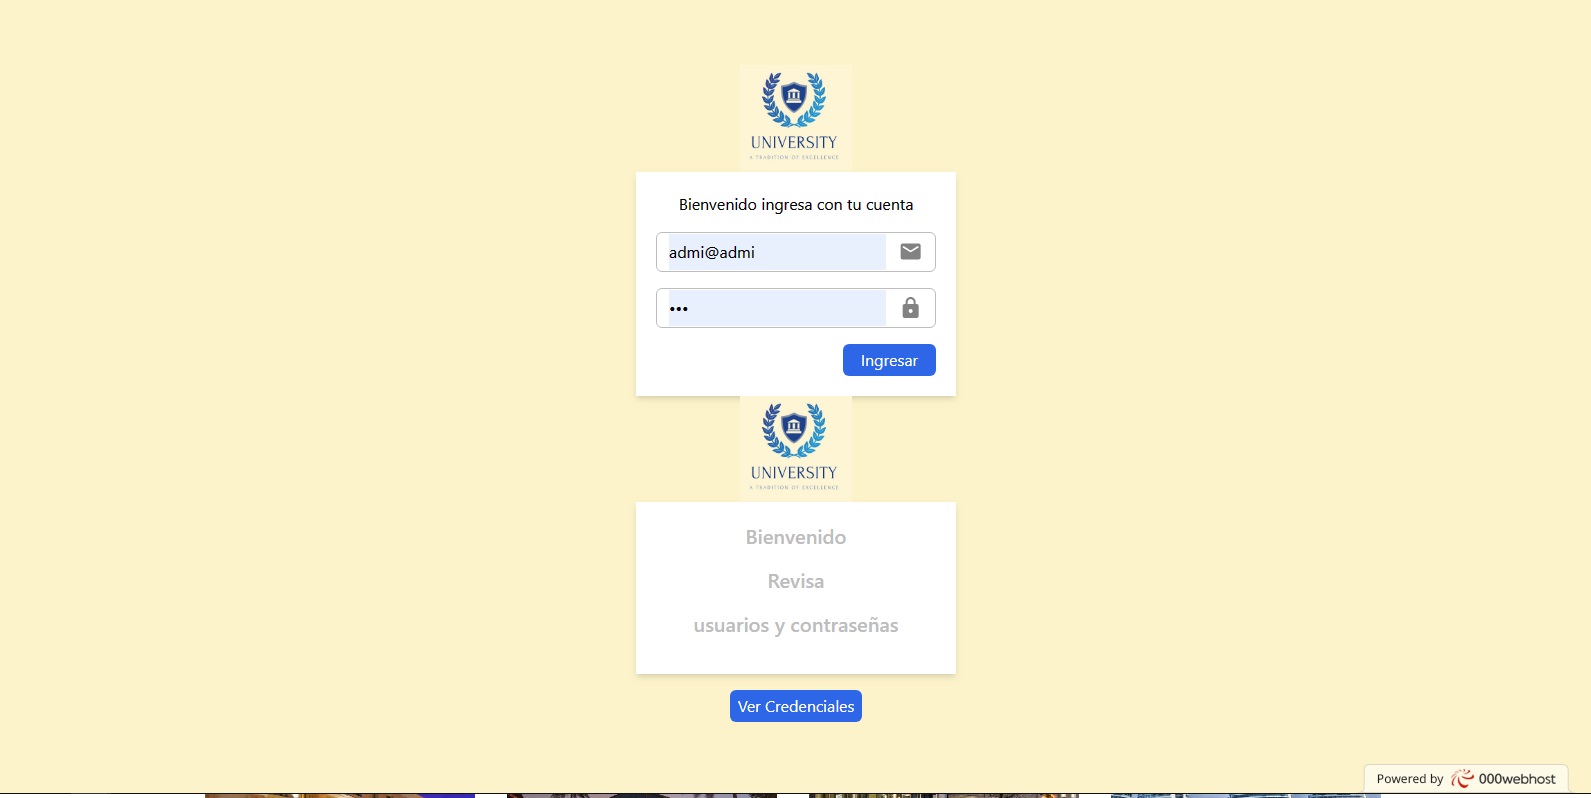 UNIVERSITY
A TRADITION OF EXCELLENCE
Bienvenido ingresa con tu cuenta
admi@admi
•••
Ingresar
UNIVERSITY
A TRADITION OF EXCELLENCE
Bienvenido
Revisa
usuarios y contraseñas
Ver Credenciales
Powered by 000webhost